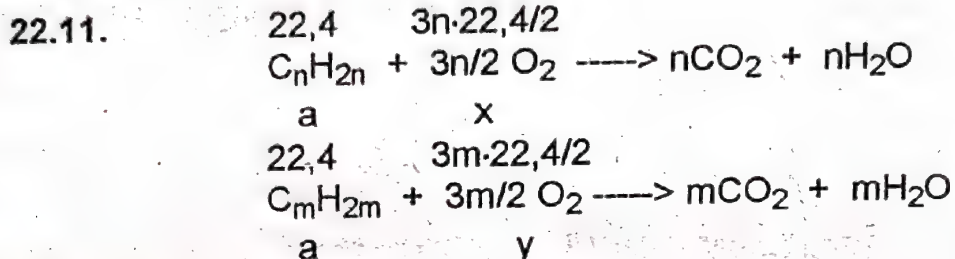 22.11. 22,4 3n·22,4/2
CnH2n + 3n/2 O2 -----> nCO2 + nH2O
a x
22,4 3m·22,4/2
CmH2m + 3m/2 O2 -----> mCO2 + mH2O
a y